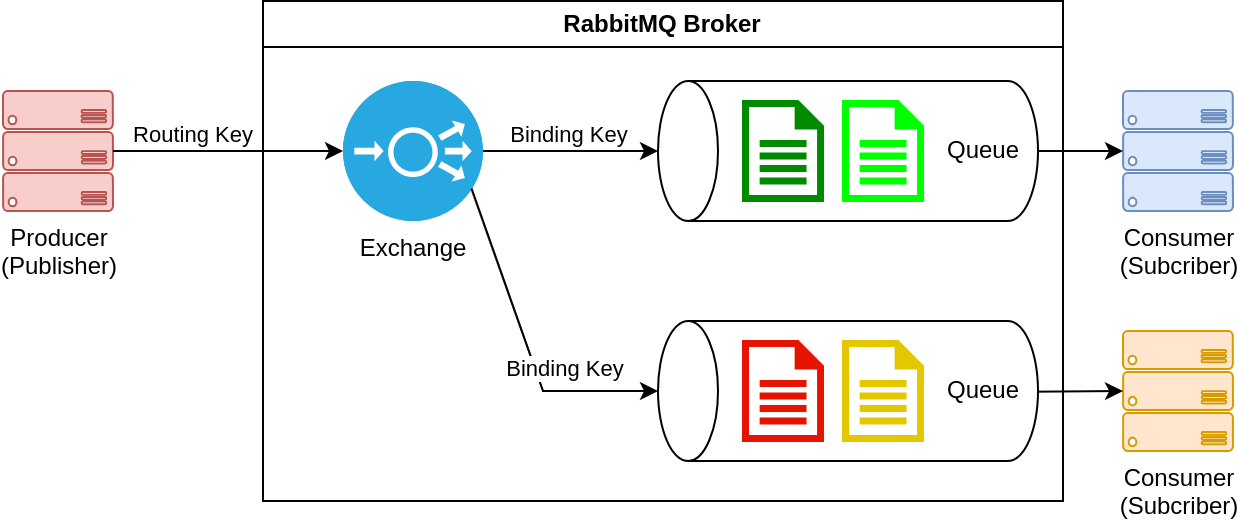 RabbitMQ Broker
Routing Key
Binding Key
Queue
Producer
(Publisher)
Exchange
Consumer
(Subcriber)
Binding Key
Queue
Consumer
(Subcriber)